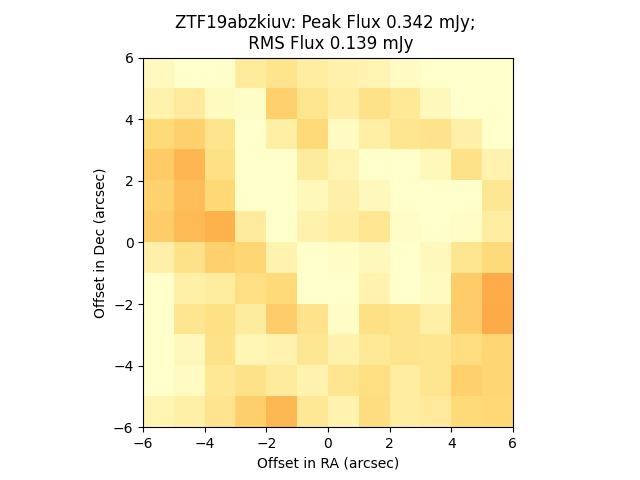 ZTF19abzkiuv: Peak Flux 0.342 mJy;
RMS Flux 0.139 mJy
6
4
2
0
−2
−4
−6
Offset in Dec (arcsec)
−6 −4 −2 0 2 4 6
Offset in RA (arcsec)